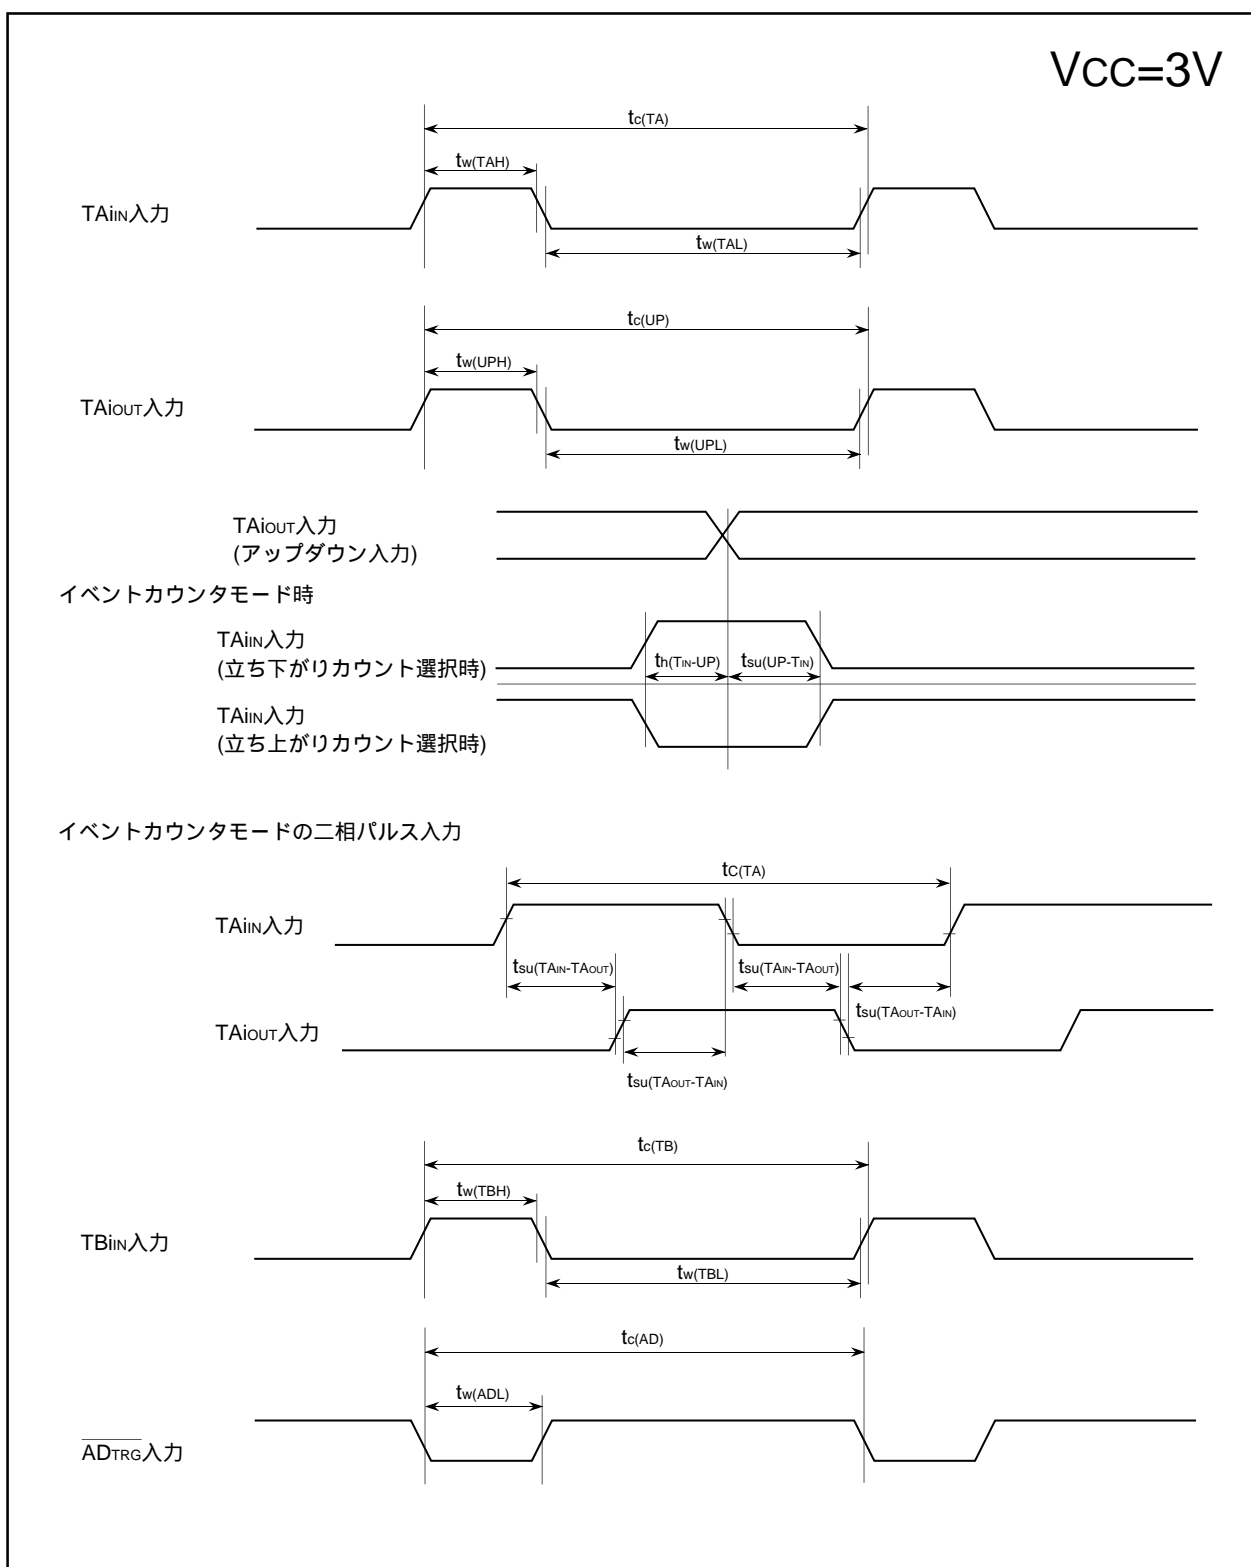 VCC=3V
tc(TA)
tw(TAH)
TAiIN入力
tw(TAL)
tc(UP)
tw(UPH)
TAiOUT入力
tw(UPL)
TAiOUT入力
(アップダウン入力)
イベントカウンタモード時
TAiIN入力
(立ち下がりカウント選択時)
th(TIN-UP) tsu(UP-TIN)
TAiIN入力
(立ち上がりカウント選択時)
イベントカウンタモードの二相パルス入力
tC(TA)
TAiIN入力
tsu(TAIN-TAOUT) tsu(TAIN-TAOUT)
tsu(TAOUT-TAIN)
TAiOUT入力
tsu(TAOUT-TAIN)
tc(TB)
tw(TBH)
TBiIN入力
tw(TBL)
tc(AD)
tw(ADL)
ADTRG入力